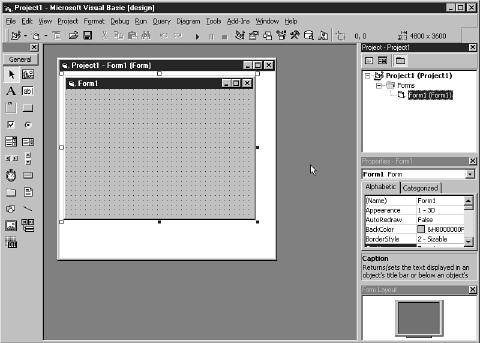 Project1 - Microsoft Visual Basic [design]
File Edit View Project Format Debug Run Query Diagram Tools Add-Ins Window Help
0, 0 4800 x 3600
General
A
ab|
Project1 - Form1 (Form)
Form1
Project - Project1
Project1 (Project1)
Forms
Form1 (Form1)
Properties - Form1
Form1 Form
Alphabetic Categorized
(Name) Form1
Appearance 1 - 3D
AutoRedraw False
BackColor &H8000000F
BorderStyle 2 - Sizable
Caption
Returns/sets the text displayed in an
object's title bar or below an object's
Form Layout